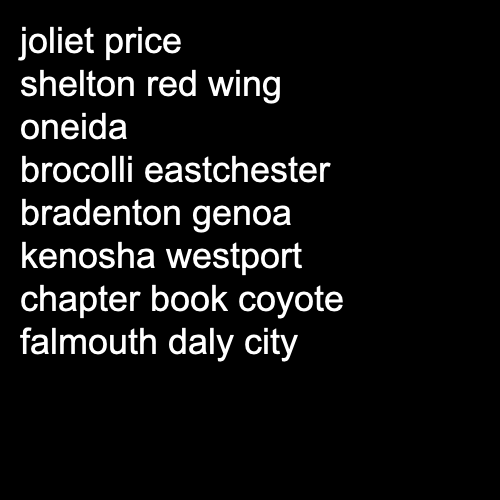 joliet price
shelton red wing
oneida
brocolli eastchester
bradenton genoa
kenosha westport
chapter book coyote
falmouth daly city